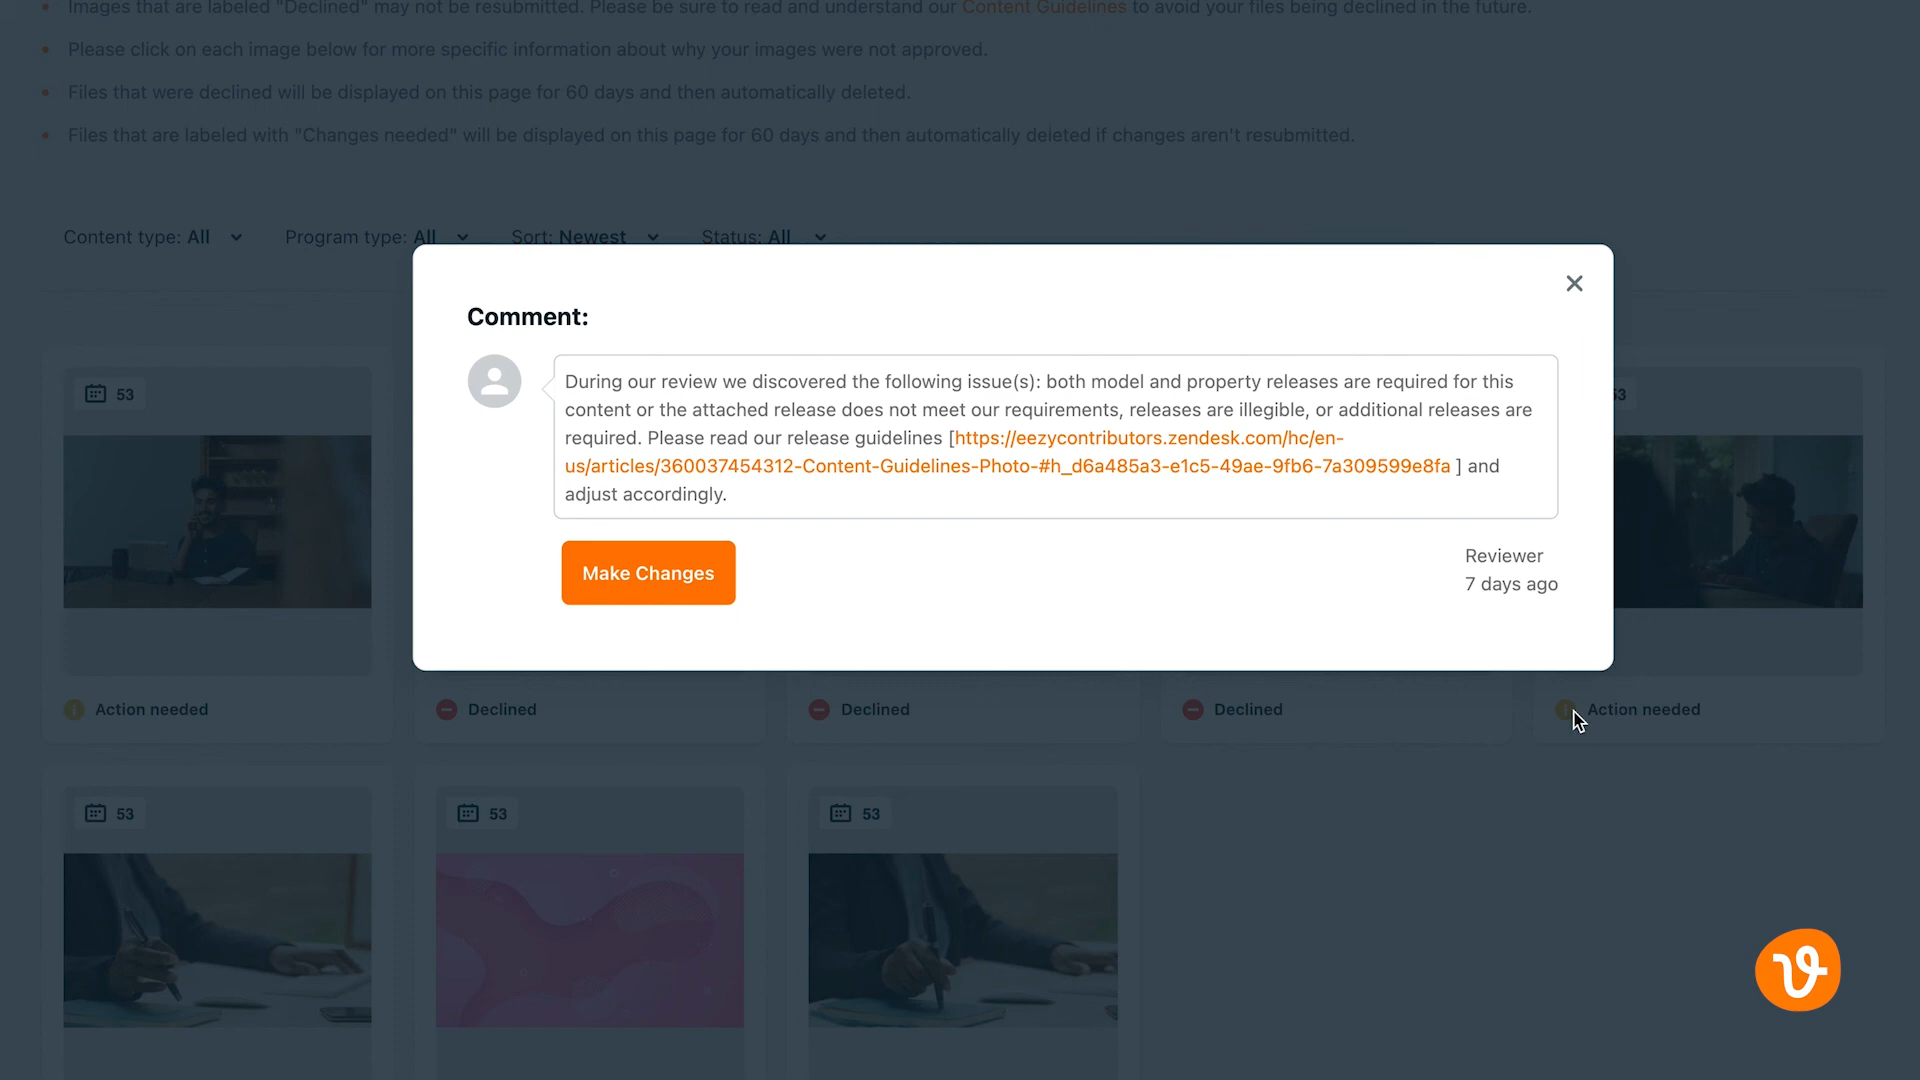 Images that are labeled "Declined" may not be resubmitted. Please be sure to read and understand our Content Guidelines to avoid your files being declined in the future.
Please click on each image below for more specific information about why your images were not approved.
Files that were declined will be displayed on this page for 60 days and then automatically deleted.
Files that are labeled with "Changes needed" will be displayed on this page for 60 days and then automatically deleted if changes aren't resubmitted.
Content type: All
Program type: All
Sort: Newest
Status: All
Comment:
During our review we discovered the following issue(s): both model and property releases are required for this
content or the attached release does not meet our requirements, releases are illegible, or additional releases are
required. Please read our release guidelines [https://eezycontributors.zendesk.com/hc/en-
us/articles/360037454312-Content-Guidelines-Photo-#h_d6a485a3-e1c5-49ae-9fb6-7a309599e8fa ] and
adjust accordingly.
Make Changes
Reviewer
7 days ago
53
53
Action needed
Declined
Declined
Declined
Action needed
53
53
53